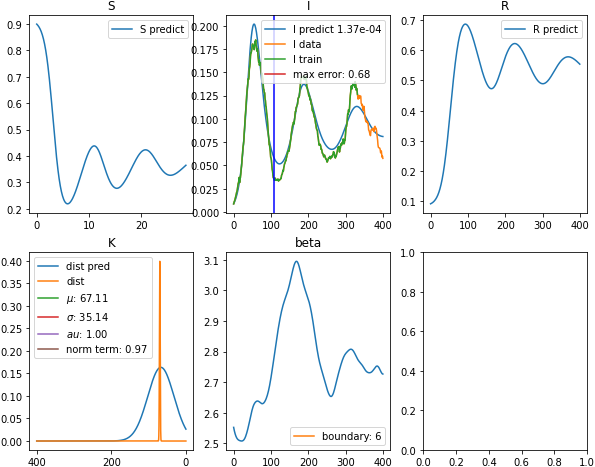 S
0.9
0.8
0.7
0.6
0.5
0.4
0.3
0.2
0 10 20
S predict
I
0.200
0.175
0.150
0.125
0.100
0.075
0.050
0.025
0.000
0 100 200 300 400
I predict 1.37e-04
I data
I train
max error: 0.68
R
0.7
0.6
0.5
0.4
0.3
0.2
0.1
0 100 200 300 400
R predict
K
0.40
0.35
0.30
0.25
0.20
0.15
0.10
0.05
0.00
400 200 0
dist pred
dist
μ: 67.11
σ: 35.14
au: 1.00
norm term: 0.97
beta
3.1
3.0
2.9
2.8
2.7
2.6
2.5
0 100 200 300 400
boundary: 6
1.0
0.8
0.6
0.4
0.2
0.0
0.0 0.2 0.4 0.6 0.8 1.0